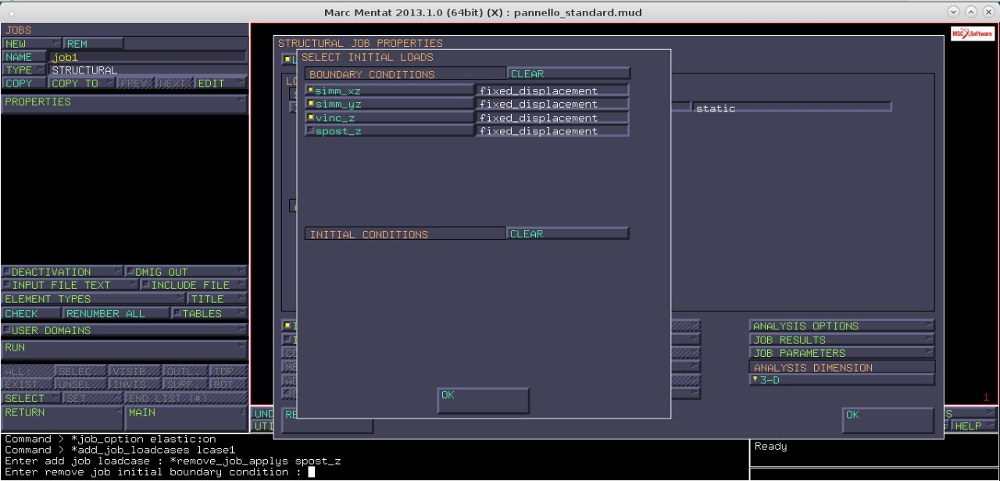 Marc Mentat 2013.1.0 (64bit) (X) : pannello_standard.mud
MSC Software
JOBS
NEW REM
NAME job1
TYPE STRUCTURAL
COPY COPY TO PREV NEXT EDIT
PROPERTIES
DEACTIVATION DMIG OUT
INPUT FILE TEXT INCLUDE FILE
ELEMENT TYPES TITLE
CHECK RENUMBER ALL TABLES
USER DOMAINS
RUN
ALL. SELEC. VISIB. OUTL. TOP
EXIST. UNSEL. INVIS. SURF. BOT
SELECT SET END LIST (#)
RETURN MAIN
STRUCTURAL JOB PROPERTIES
SELECT INITIAL LOADS
BOUNDARY CONDITIONS CLEAR
simm_xz fixed_displacement
simm_yz fixed_displacement
vinc_z fixed_displacement
spost_z fixed_displacement
INITIAL CONDITIONS CLEAR
OK
static
ANALYSIS OPTIONS
JOB RESULTS
JOB PARAMETERS
ANALYSIS DIMENSION
3-D
OK
1
HELP
Command > *job_option elastic:on
Command > *add_job_loadcases lcase1
Enter add job loadcase : *remove_job_applys spost_z
Enter remove job initial boundary condition :
Ready